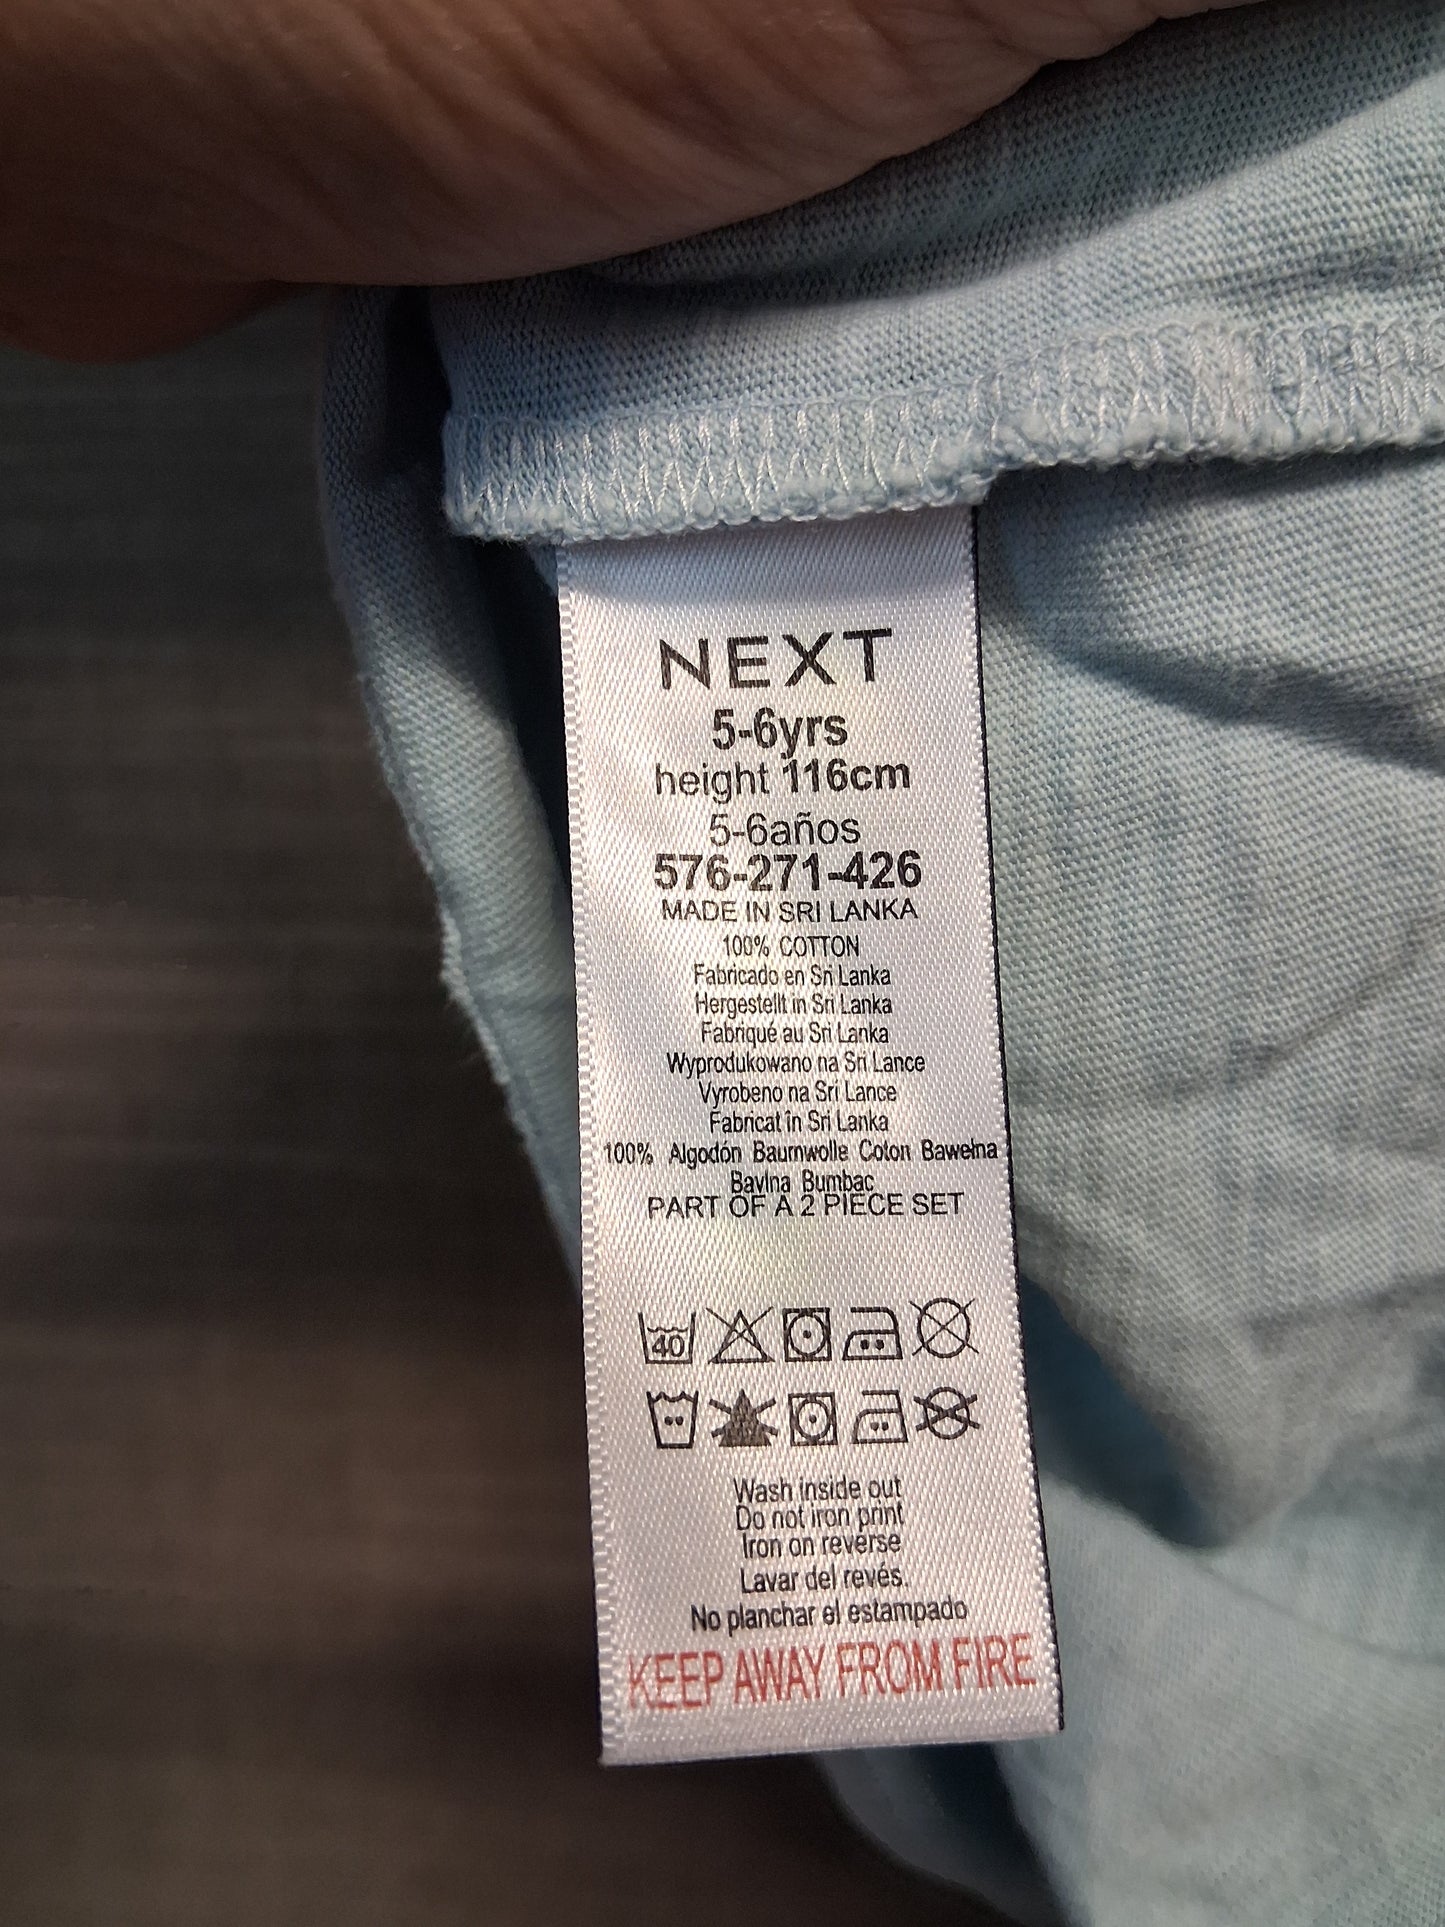 NEXT
5-6yrs
height 116cm
5-6años
576-271-426
MADE IN SRI LANKA
100% COTTON
Fabricado en Sri Lanka
Hergestellt in Sri Lanka
Fabriqué au Sri Lanka
Wyprodukowano na Sri Lance
Vyrobeno na Sri Lance
Fabricat în Sri Lanka
100% Algodón Baumwolle Coton Bawełna
Bavlna Bumbac
PART OF A 2 PIECE SET
40
Wash inside out
Do not iron print
Iron on reverse
Lavar del revés.
No planchar el estampado
KEEP AWAY FROM FIRE